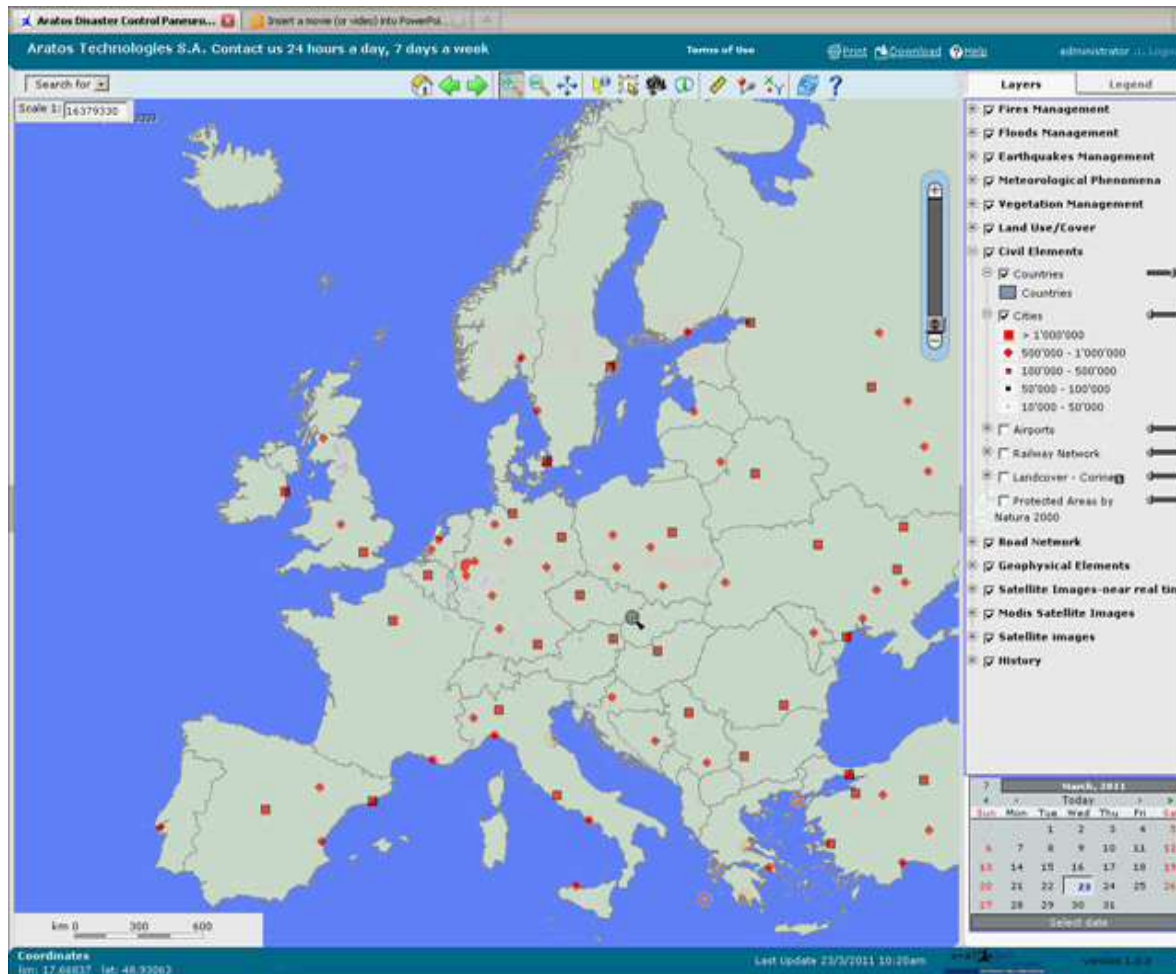 Aratos Disaster Control Paneuro...
Insert a movie (or video) into PowerPoi...
Aratos Technologies S.A. Contact us 24 hours a day, 7 days a week
Terms of Use
Print
Download
Help
administrator
Search for
Scale 1: 16379330
Layers
Legend
Fires Management
Floods Management
Earthquakes Management
Meteorological Phenomena
Vegetation Management
Land Use/Cover
Civil Elements
Countries
Countries
Cities
> 1'000'000
500'000 - 1'000'000
100'000 - 500'000
50'000 - 100'000
10'000 - 50'000
Airports
Railway Network
Landcover - Corine
Protected Areas by
Natura 2000
Road Network
Geophysical Elements
Satellite Images-near real tim
Modis Satellite Images
Satellite images
History
? March, 2011
Today
Sun Mon Tue Wed Thu Fri Sat
1 2 3 4 5
6 7 8 9 10 11 12
13 14 15 16 17 18 19
20 21 22 23 24 25 26
27 28 29 30 31
Select date
km 0 300 600
Coordinates
lon: 17.66837 lat: 48.93063
Last Update 23/3/2011 10:20am